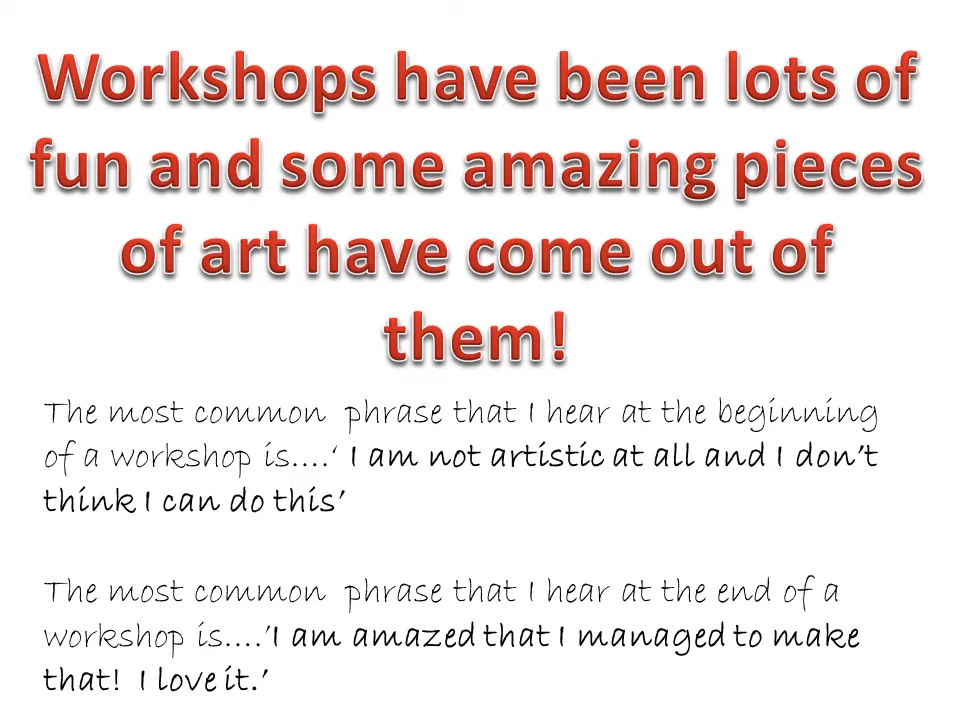 Workshops have been lots of
fun and some amazing pieces
of art have come out of
them!
The most common  phrase that I hear at the beginning
of a workshop is....‘ I am not artistic at all and I don’t
think I can do this’
The most common  phrase that I hear at the end of a
workshop is....’I am amazed that I managed to make
that!  I love it.’